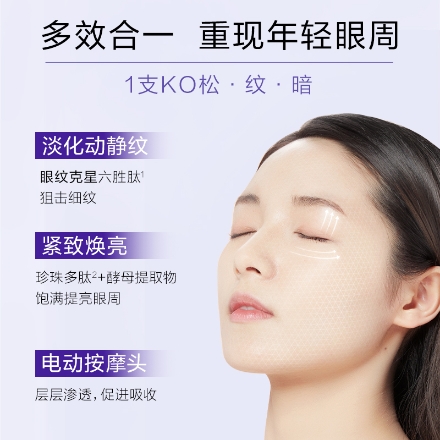 多效合一 重现年轻眼周
1支KO松·纹·暗
淡化动静纹
眼纹克星六胜肽¹
狙击细纹
紧致焕亮
珍珠多肽²+酵母提取物
饱满提亮眼周
电动按摩头
层层渗透，促进吸收